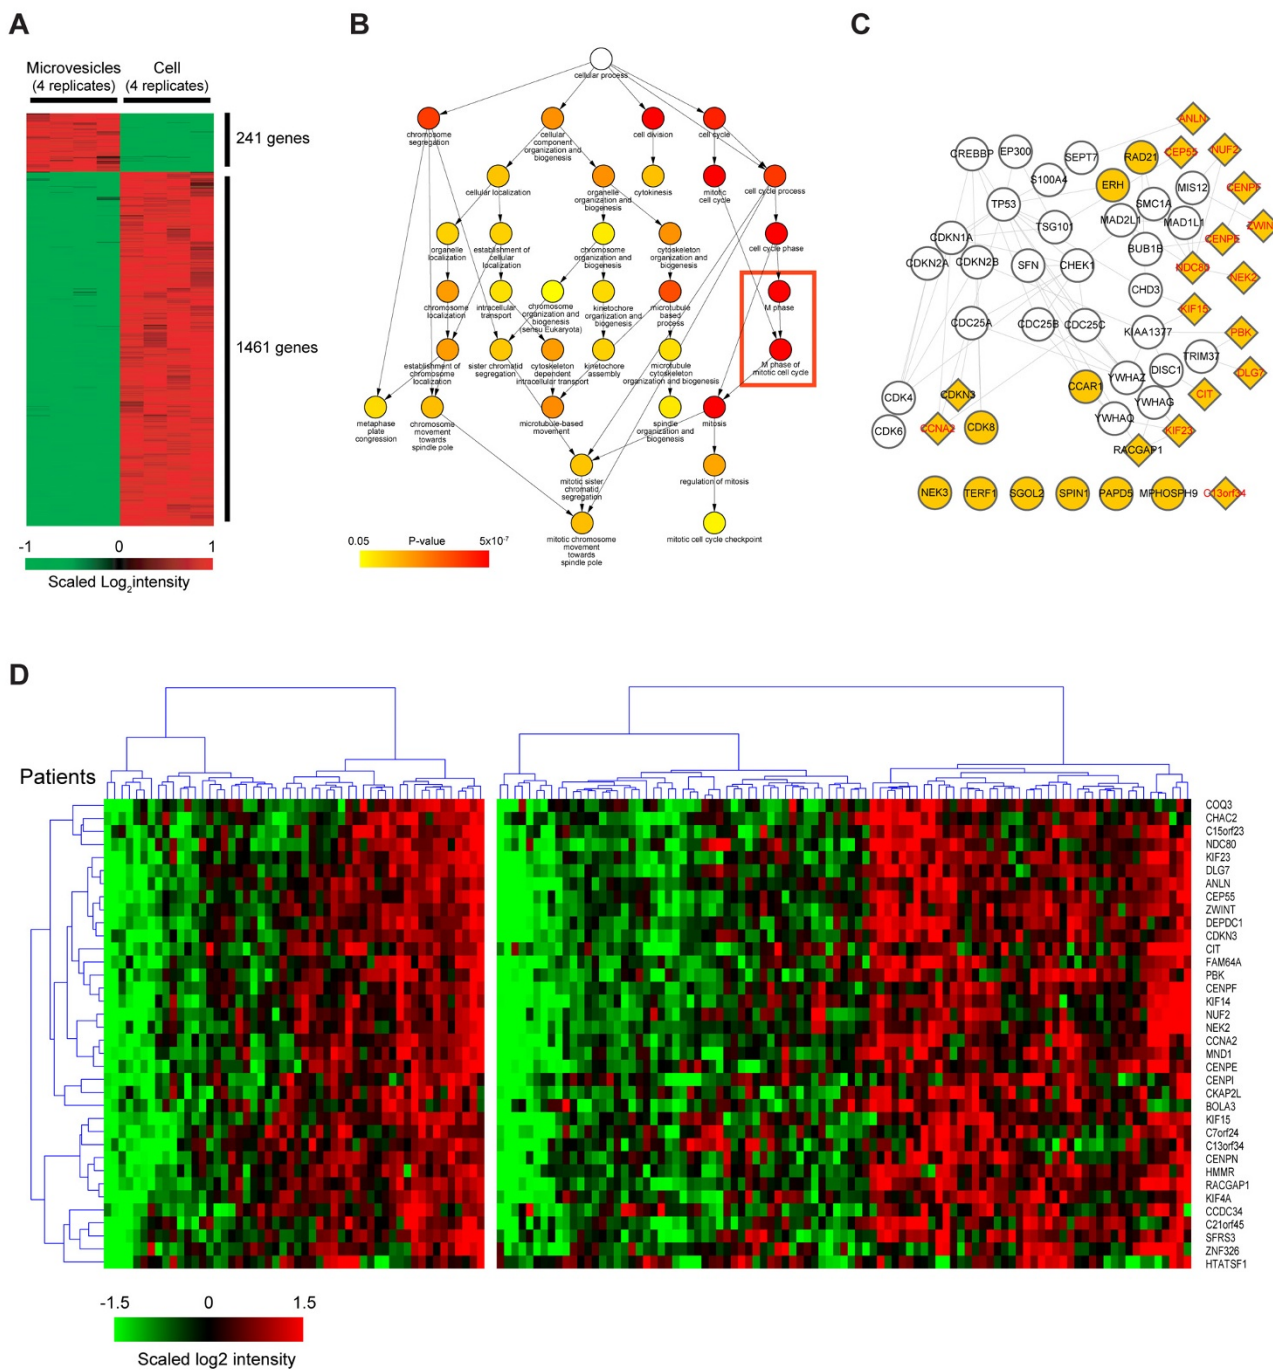 A
Microvesicles
(4 replicates)
Cell
(4 replicates)
241 genes
1461 genes
-1
0
1
Scaled Log2intensity
B
cellular process
chromosome
segregation
cellular
component
organization and
biogenesis
cell division
cell cycle
cellular localization
organelle
organization and
biogenesis
cytokinesis
mitotic
cell cycle
cell cycle process
organelle
localization
establishment of
cellular
localization
chromosome
organization and
biogenesis
cytoskeleton
organization and
biogenesis
cell cycle phase
chromosome
localization
intracellular
transport
chromosome
organization and
biogenesis
(sensu Eukaryota)
kinetochore
organization and
biogenesis
microtubule
based
process
M phase
establishment of
chromosome
localization
sister chromatid
segregation
cytoskeleton
dependent
intracellular transport
kinetochore
assembly
microtubule
cytoskeleton
organization and biogenesis
M phase of
mitotic cell cycle
metaphase
plate
congression
chromosome
movement
towards
spindle pole
microtubule-based
movement
spindle
organization and
biogenesis
mitosis
mitotic sister
chromatid
segregation
regulation of mitosis
mitotic chromosome
movement
towards
spindle pole
mitotic cell cycle checkpoint
0.05
P-value
5x10-7
C
ANLN
CREBBP
EP300
SEPT7
RAD21
CEP55
NUF2
S100A4
ERH
MIS12
CENPF
TP53
SMC1A
MAD2L1
MAD1L1
ZWIN
TSG101
CDKN1A
BUB1B
CENPE
CDKN2A
CDKN2B
SFN
CHEK1
NDC80
NEK2
CHD3
KIF15
CDC25A
CDC25B
CDC25C
KIAA1377
PBK
TRIM37
DISC1
DLG7
YWHAZ
CCAR1
CDKN3
CIT
CDK4
YWHAG
YWHAQ
CCNA2
CDK8
KIF23
CDK6
RACGAP1
NEK3
TERF1
SGOL2
SPIN1
PAPD5
MPHOSPH9
C13orf34
D
Patients
COQ3
CHAC2
C15orf23
NDC80
KIF23
DLG7
ANLN
CEP55
ZWINT
DEPDC1
CDKN3
CIT
FAM64A
PBK
CENPF
KIF14
NUF2
NEK2
CCNA2
MND1
CENPE
CENPI
CKAP2L
BOLA3
KIF15
C7orf24
C13orf34
CENPN
HMMR
RACGAP1
KIF4A
CCDC34
C21orf45
SFRS3
ZNF326
HTATSF1
-1.5
0
1.5
Scaled log2 intensity